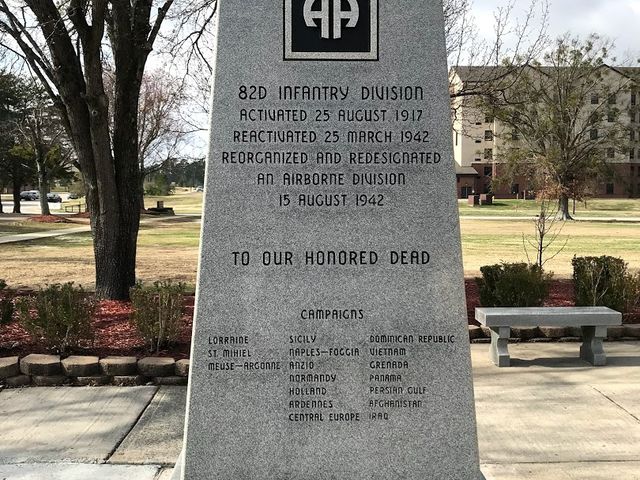 AA
82D INFANTRY DIVISION
ACTIVATED 25 AUGUST 1917
REACTIVATED 25 MARCH 1942
REORGANIZED AND REDESIGNATED
AN AIRBORNE DIVISION
15 AUGUST 1942
TO OUR HONORED DEAD
CAMPAIGNS
LORRAINE
ST. MIHIEL
MEUSE-ARGONNE
SICILY
NAPLES-FOGGIA
ANZIO
NORMANDY
HOLLAND
ARDENNES
CENTRAL EUROPE
DOMINICAN REPUBLIC
VIETNAM
GRENADA
PANAMA
PERSIAN GULF
AFGHANISTAN
IRAQ